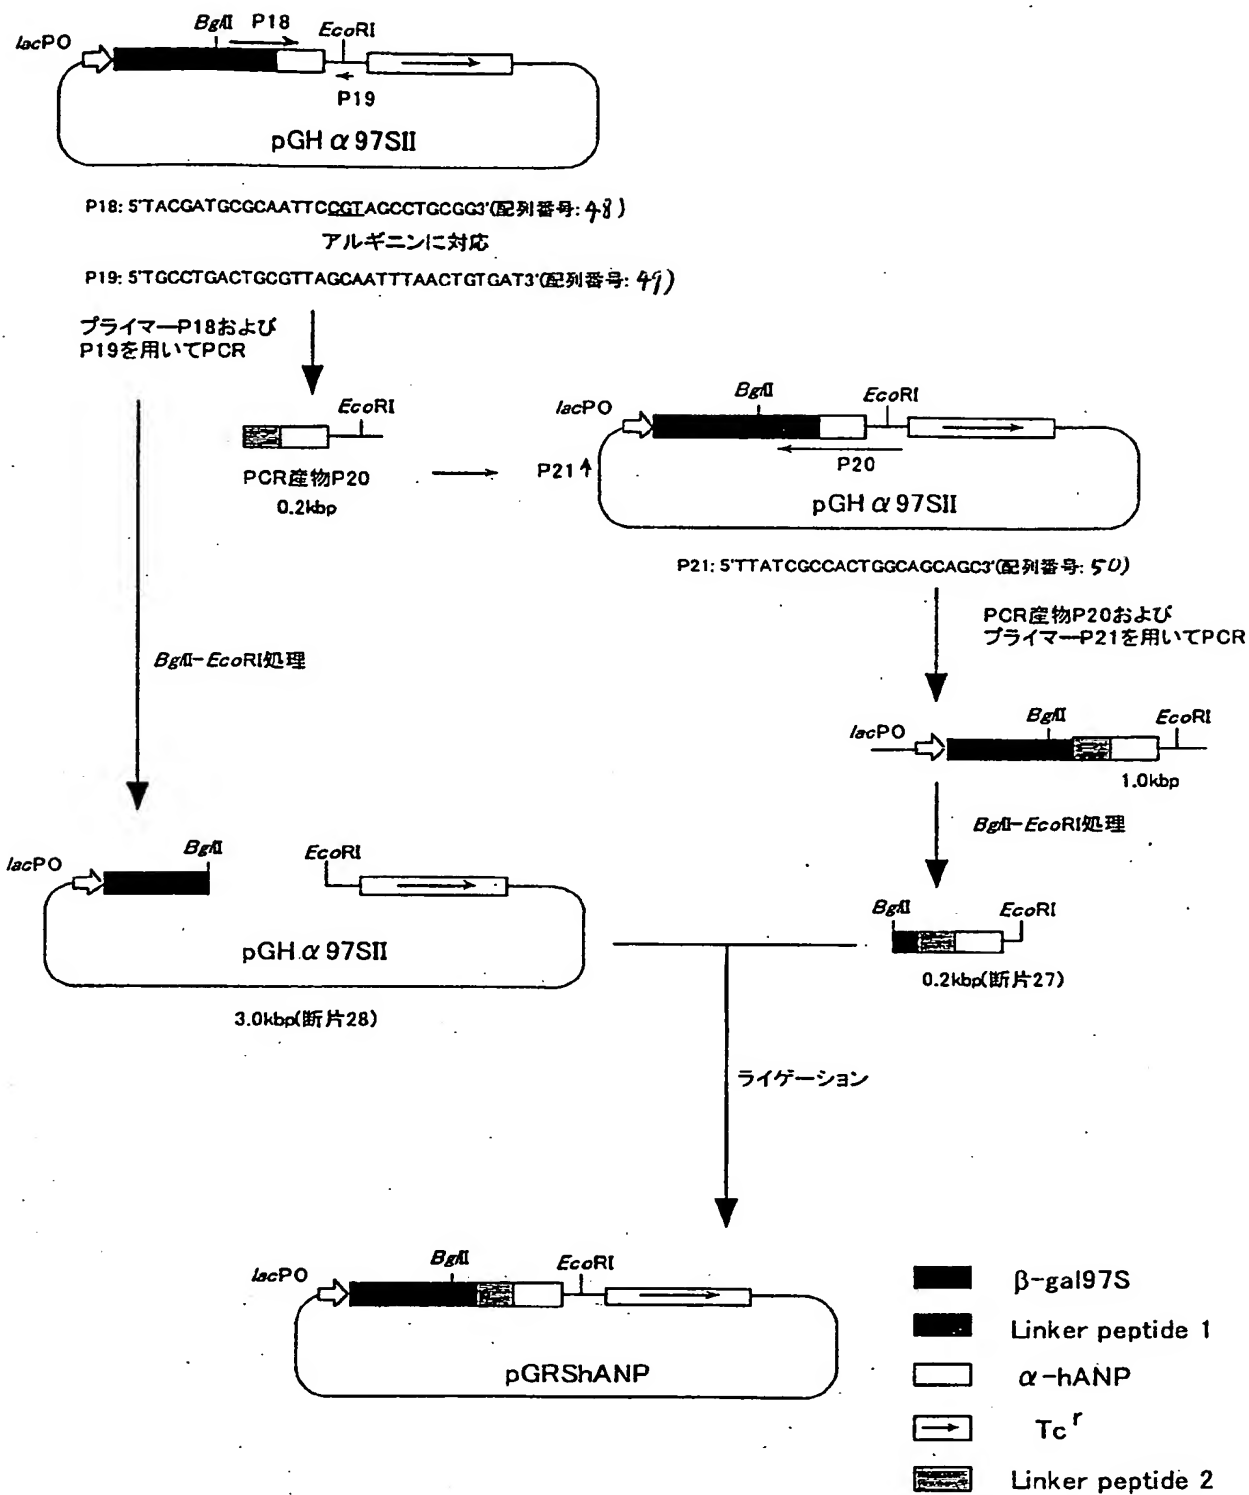 BglII P18
lacPO
EcoRI
P19
pGH α 97SII
P18: 5'TACGATGCGCAATTCCGTAGCCTGCGG3'(配列番号: 48)
アルギニンに対応
P19: 5'TGCCTGACTGCGTTAGCAATTTAACTGTGAT3'(配列番号: 49)
プライマーP18および
P19を用いてPCR
EcoRI
PCR産物P20
0.2kbp
BglII
lacPO
EcoRI
P21
P20
pGH α 97SII
P21: 5'TTATCGCCACTGGCAGCAGC3'(配列番号: 50)
PCR産物P20および
プライマーP21を用いてPCR
BglII-EcoRI処理
BglII
EcoRI
lacPO
1.0kbp
BglII-EcoRI処理
BglII
EcoRI
lacPO
pGH α 97SII
3.0kbp(断片28)
BglII
EcoRI
0.2kbp(断片27)
ライゲーション
BglII
EcoRI
lacPO
pGRShANP
β-gal97S
Linker peptide 1
α-hANP
Tc r
Linker peptide 2